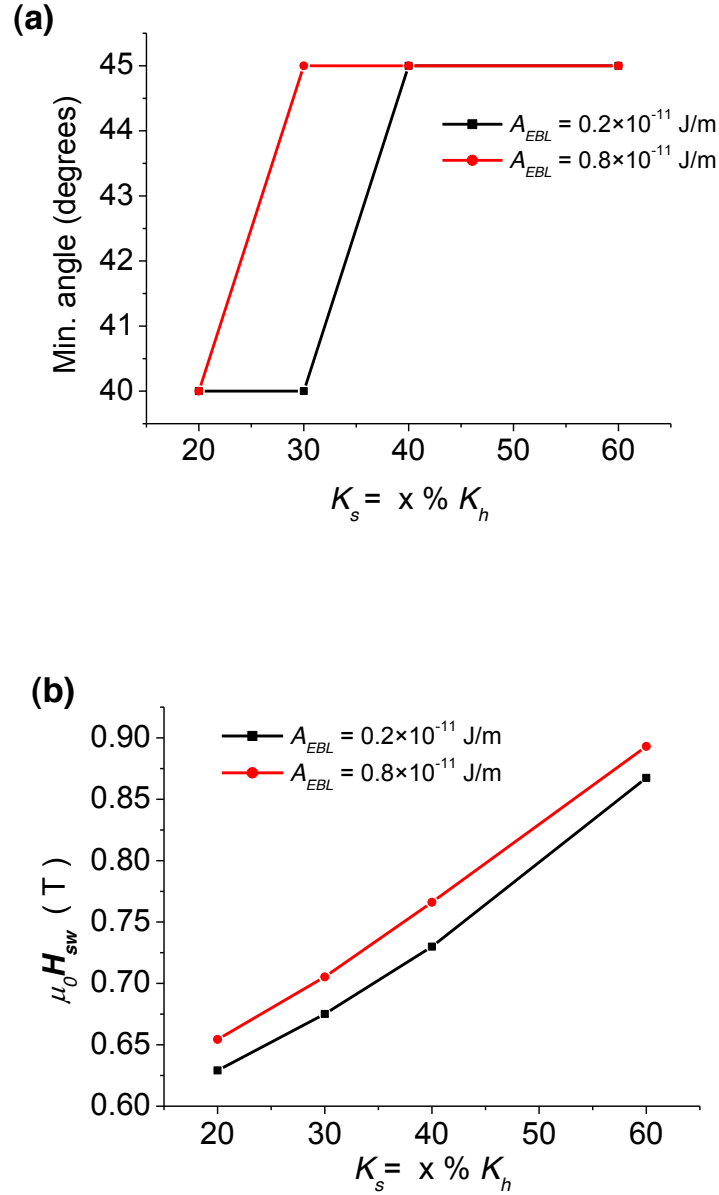 (a)
45
44
43
42
41
40
Min. angle (degrees)
A_EBL = 0.2×10^-11 J/m
A_EBL = 0.8×10^-11 J/m
20 30 40 50 60
K_s = x % K_h
(b)
0.90
0.85
0.80
0.75
0.70
0.65
0.60
μ_0 H_sw ( T )
A_EBL = 0.2×10^-11 J/m
A_EBL = 0.8×10^-11 J/m
20 30 40 50 60
K_s = x % K_h